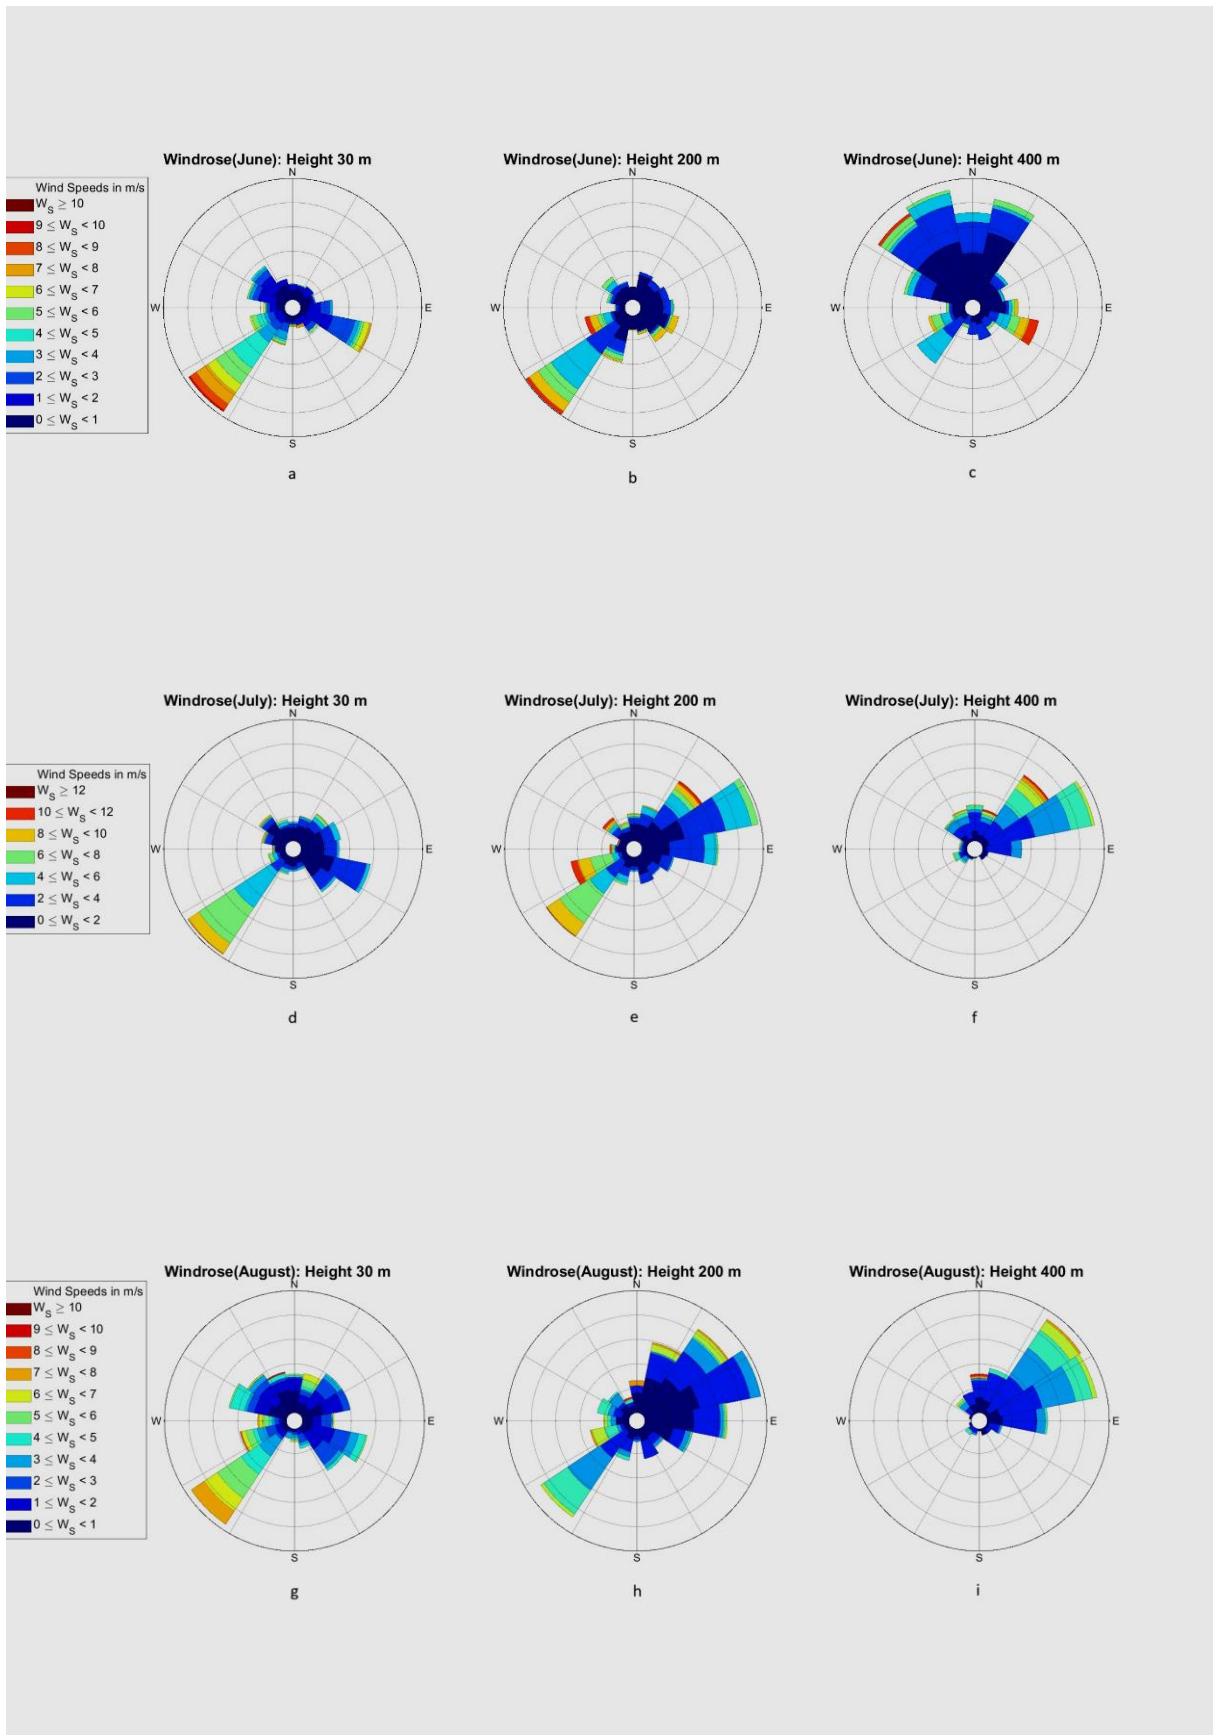 Windrose(June): Height 30 m
Windrose(June): Height 200 m
Windrose(June): Height 400 m
N
N
N
Wind Speeds in m/s
W_S ≥ 10
9 ≤ W_S < 10
8 ≤ W_S < 9
7 ≤ W_S < 8
6 ≤ W_S < 7
5 ≤ W_S < 6
4 ≤ W_S < 5
3 ≤ W_S < 4
2 ≤ W_S < 3
1 ≤ W_S < 2
0 ≤ W_S < 1
W
E
W
E
W
E
S
S
S
a
b
c
Windrose(July): Height 30 m
Windrose(July): Height 200 m
Windrose(July): Height 400 m
N
N
N
Wind Speeds in m/s
W_S ≥ 12
10 ≤ W_S < 12
8 ≤ W_S < 10
6 ≤ W_S < 8
4 ≤ W_S < 6
2 ≤ W_S < 4
0 ≤ W_S < 2
W
E
W
E
W
E
S
S
S
d
e
f
Windrose(August): Height 30 m
Windrose(August): Height 200 m
Windrose(August): Height 400 m
N
N
N
Wind Speeds in m/s
W_S ≥ 10
9 ≤ W_S < 10
8 ≤ W_S < 9
7 ≤ W_S < 8
6 ≤ W_S < 7
5 ≤ W_S < 6
4 ≤ W_S < 5
3 ≤ W_S < 4
2 ≤ W_S < 3
1 ≤ W_S < 2
0 ≤ W_S < 1
W
E
W
E
W
E
S
S
S
g
h
i